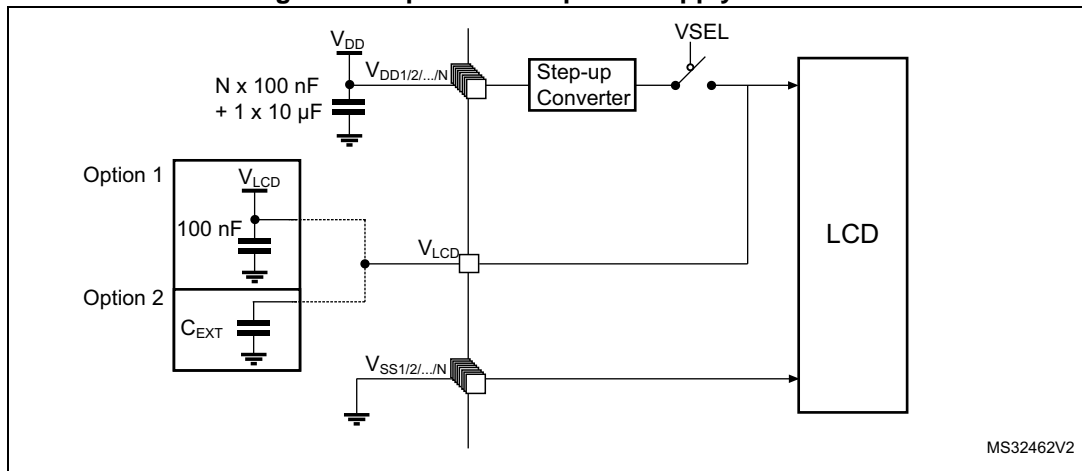 VDD
N x 100 nF
+ 1 x 10 µF
VDD1/2/.../N
Step-up
Converter
VSEL
Option 1
VLCD
100 nF
VLCD
LCD
Option 2
CEXT
VSS1/2/.../N
MS32462V2